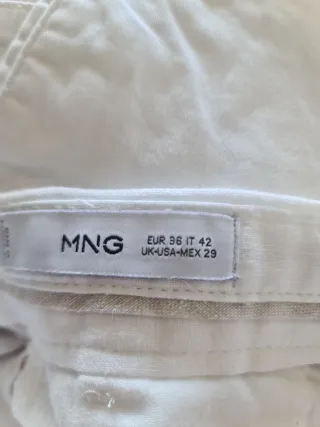 MNG
EUR 36 IT 42
UK-USA-MEX 29